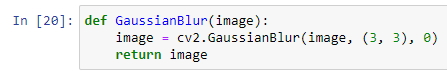 In [20]: def GaussianBlur(image):
    image = cv2.GaussianBlur(image, (3, 3), 0)
    return image